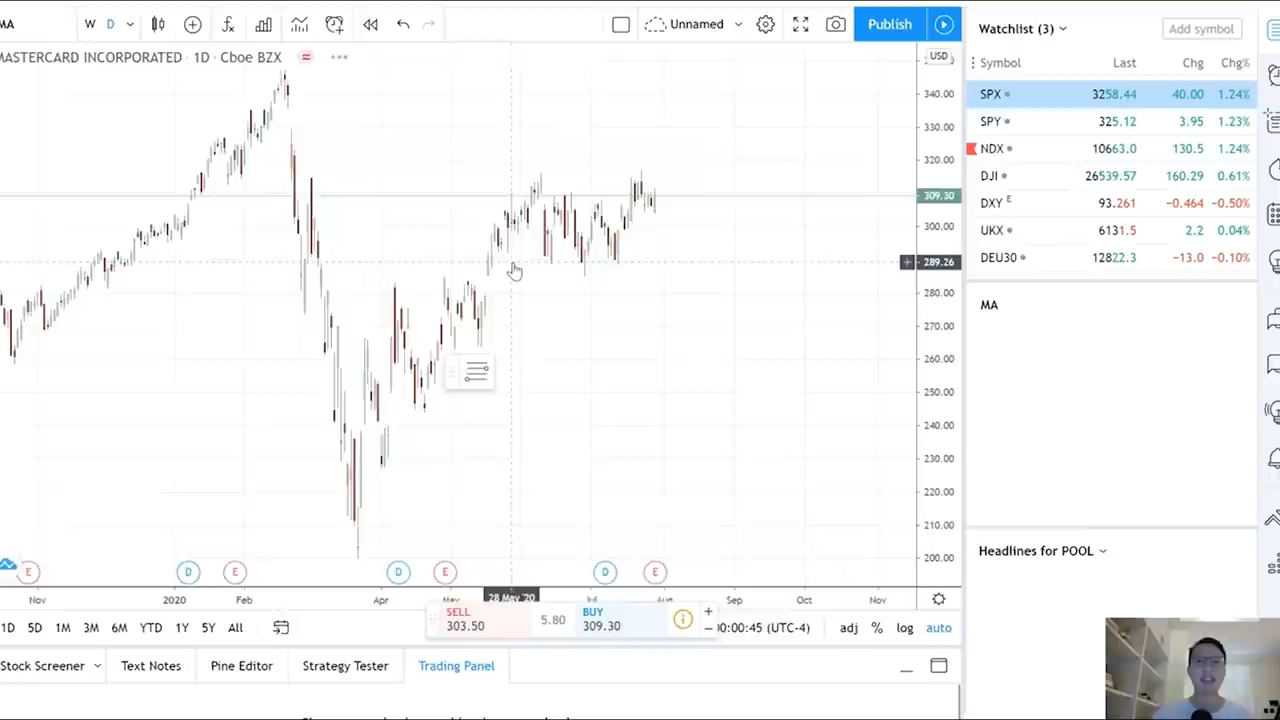 MA
W D
Unnamed
Publish
MASTERCARD INCORPORATED · 1D · Cboe BZX
USD
340.00
330.00
320.00
309.30
300.00
289.26
280.00
270.00
260.00
250.00
240.00
230.00
220.00
210.00
200.00
E D E D E D E
Nov 2020 Feb Apr 28 May '20 Jul Aug Sep Oct Nov
SELL
303.50
5.80
BUY
309.30
1D 5D 1M 3M 6M YTD 1Y 5Y All
:00:45 (UTC-4) adj % log auto
Stock Screener Text Notes Pine Editor Strategy Tester Trading Panel
Watchlist (3)
Add symbol
Symbol Last Chg Chg%
SPX 3258.44 40.00 1.24%
SPY 325.12 3.95 1.23%
NDX 10663.0 130.5 1.24%
DJI 26539.57 160.29 0.61%
DXY E 93.261 −0.464 −0.50%
UKX 6131.5 2.2 0.04%
DEU30 12822.3 −13.0 −0.10%
MA
Headlines for POOL